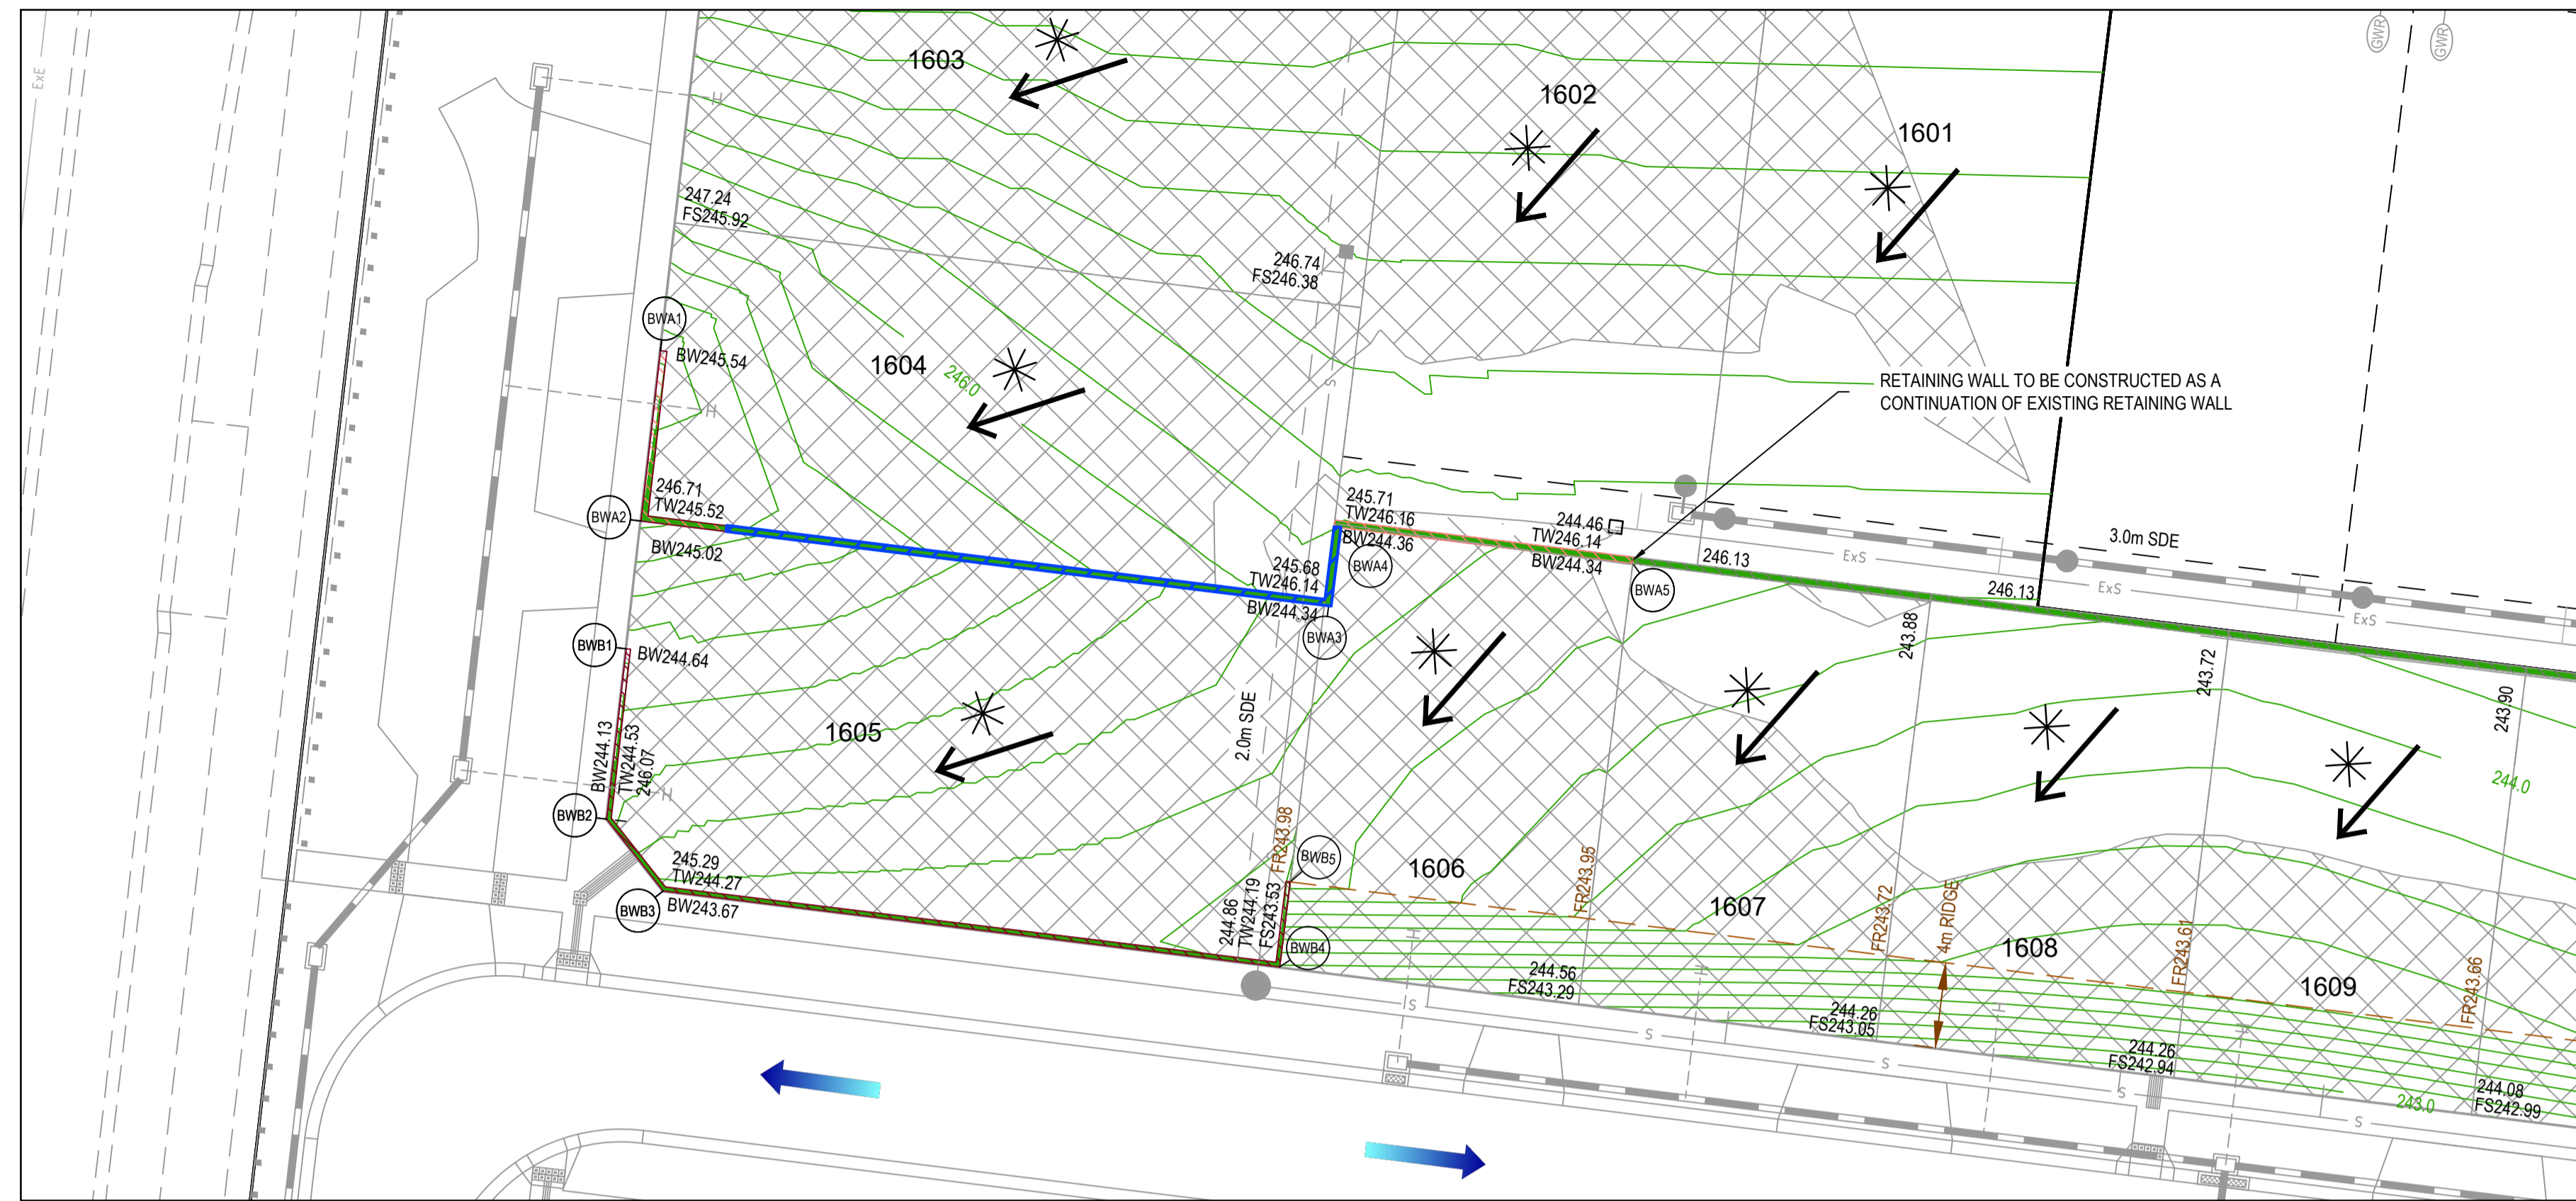 ExE
GWR
GWR
1603
1602
1601
247.24
FS245.92
246.74
FS246.38
BWA1
BW245.54
H
H
1604
246.0
S
RETAINING WALL TO BE CONSTRUCTED AS A
CONTINUATION OF EXISTING RETAINING WALL
246.71
TW245.52
BWA2
BW245.02
245.71
TW246.16
BW244.36
BWA4
244.46
TW246.14
BW244.34
BWA5
246.13
ExS
3.0m SDE
ExS
246.13
ExS
245.68
TW246.14
BW244.34
BWA3
243.88
243.72
243.90
BWB1
BW244.64
2.0m SDE
1605
BW244.13
TW244.53
246.07
H
BWB2
244.0
245.29
TW244.27
BWB3
BW243.67
FR243.98
BWB5
1606
FR243.95
1607
FR243.72
4m RIDGE
1608
FR243.61
1609
FR243.66
244.86
TW244.19
FS243.53
BWB4
H
H
H
H
244.56
FS243.29
244.26
FS243.05
244.26
FS242.94
243.0
244.08
FS242.99
S
S
S
S
S